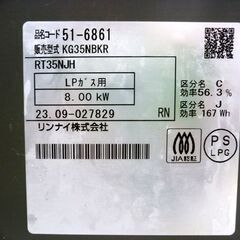 品名コード 51-6861
販売型式 KG35NBKR
RT35NJH
LPガス用
8.00 kW
区分名 C
効率 56.3 %
区分名 J
効率 167 Wh
23.09-027829 RN
リンナイ株式会社
JIA認証
PS
LPG